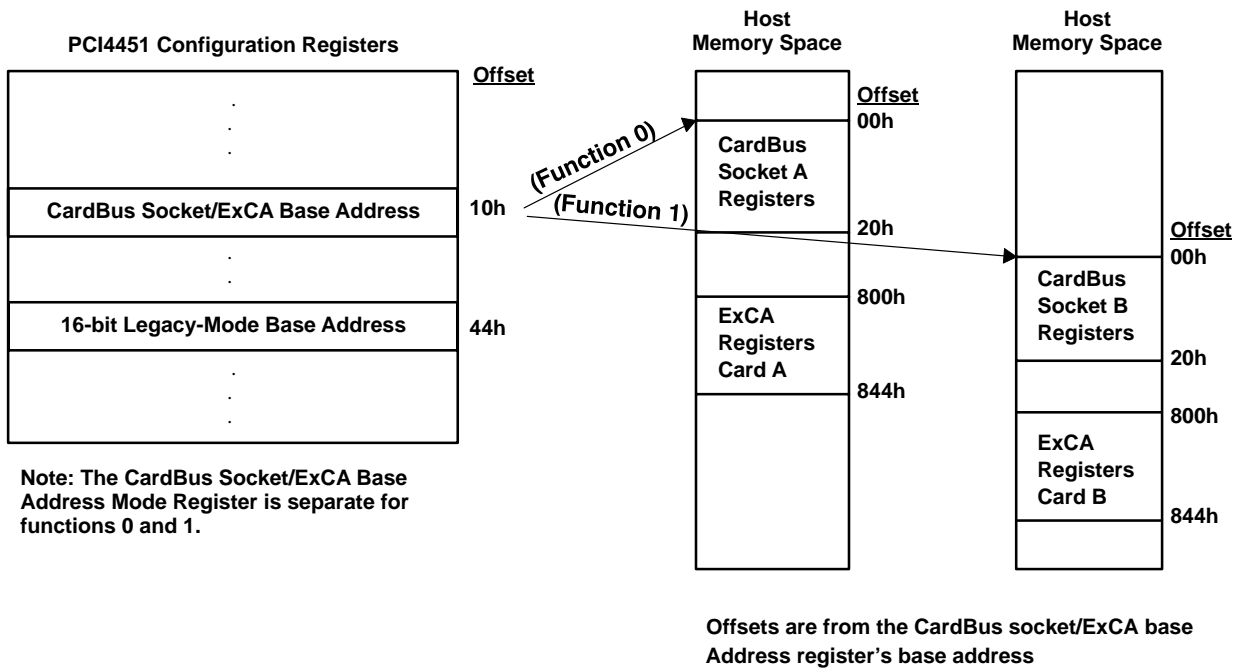 PCI4451 Configuration Registers
Offset
.
.
.
CardBus Socket/ExCA Base Address
10h
.
.
16-bit Legacy-Mode Base Address
44h
.
.
.
Note: The CardBus Socket/ExCA Base
Address Mode Register is separate for
functions 0 and 1.
(Function 0)
(Function 1)
Host
Memory Space
Offset
00h
CardBus
Socket A
Registers
20h
800h
ExCA
Registers
Card A
844h
Host
Memory Space
Offset
00h
CardBus
Socket B
Registers
20h
800h
ExCA
Registers
Card B
844h
Offsets are from the CardBus socket/ExCA base
Address register's base address